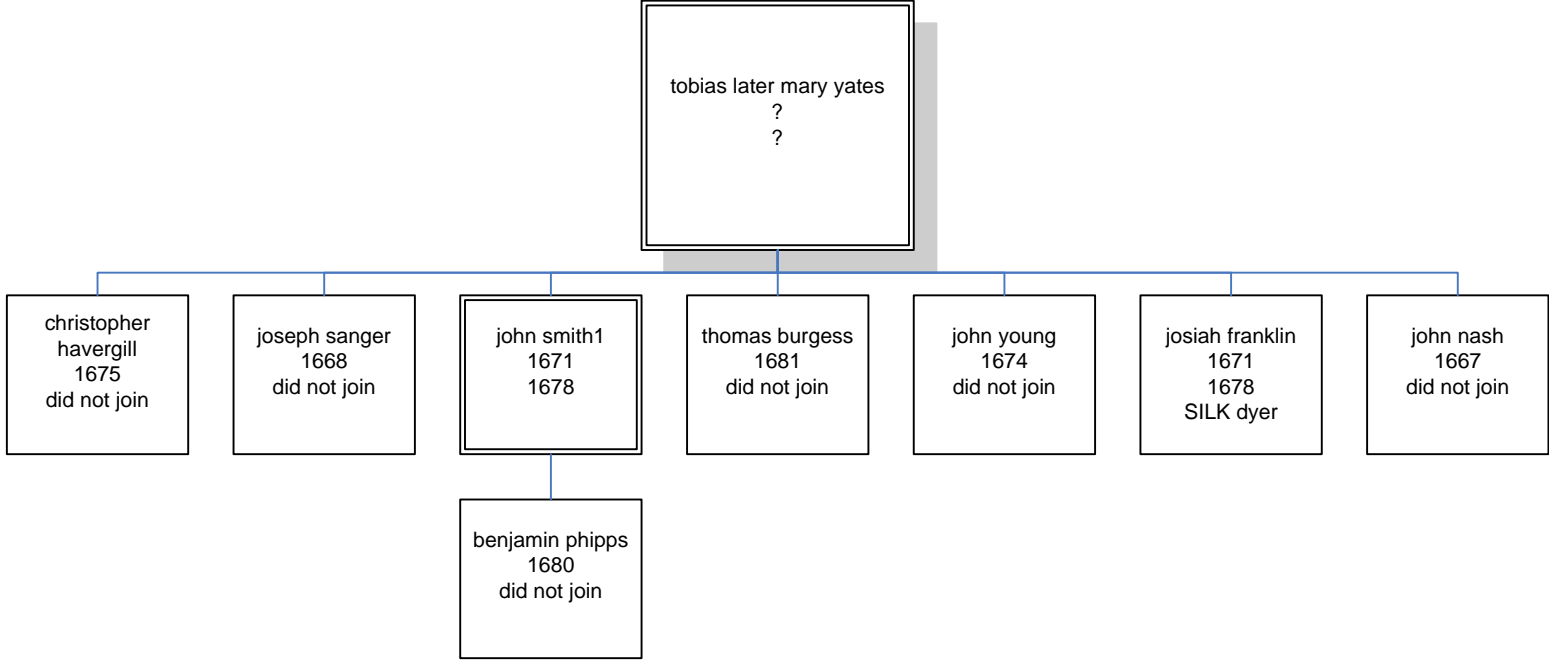 tobias later mary yates
?
?
christopher
havergill
1675
did not join
joseph sanger
1668
did not join
john smith1
1671
1678
thomas burgess
1681
did not join
john young
1674
did not join
josiah franklin
1671
1678
SILK dyer
john nash
1667
did not join
benjamin phipps
1680
did not join